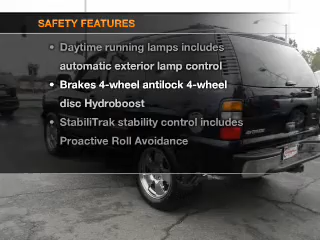 SAFETY FEATURES
• Daytime running lamps includes
automatic exterior lamp control
• Brakes 4-wheel antilock 4-wheel
disc Hydroboost
• StabiliTrak stability control includes
Proactive Roll Avoidance